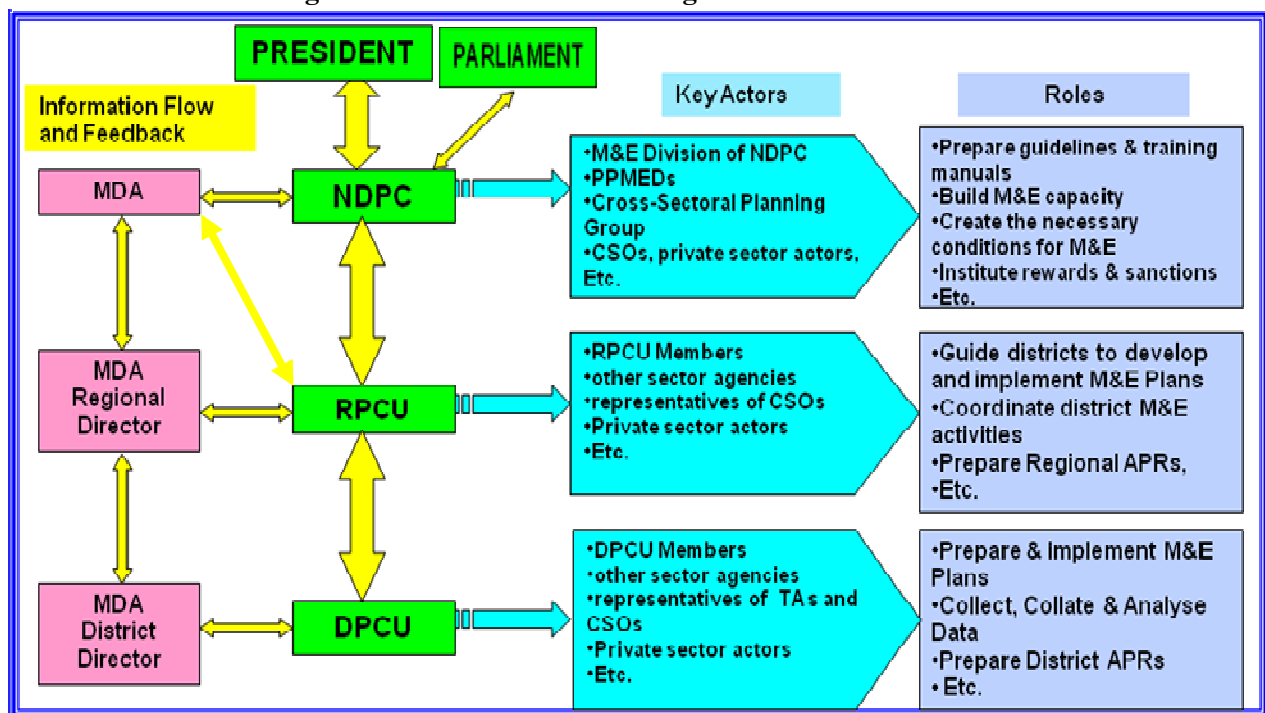 PRESIDENT
PARLIAMENT
Information Flow
and Feedback
Key Actors
Roles
MDA
NDPC
•M&E Division of NDPC
•PPMEDs
•Cross-Sectoral Planning
Group
•CSOs, private sector actors,
Etc.
•Prepare guidelines & training
manuals
•Build M&E capacity
•Create the necessary
conditions for M&E
•Institute rewards & sanctions
•Etc.
MDA
Regional
Director
RPCU
•RPCU Members
•other sector agencies
•representatives of CSOs
•Private sector actors
•Etc.
•Guide districts to develop
and implement M&E Plans
•Coordinate district M&E
activities
•Prepare Regional APRs,
•Etc.
MDA
District
Director
DPCU
•DPCU Members
•other sector agencies
•representatives of TAs and
CSOs
•Private sector actors
•Etc.
•Prepare & Implement M&E
Plans
•Collect, Collate & Analyse
Data
•Prepare District APRs
• Etc.